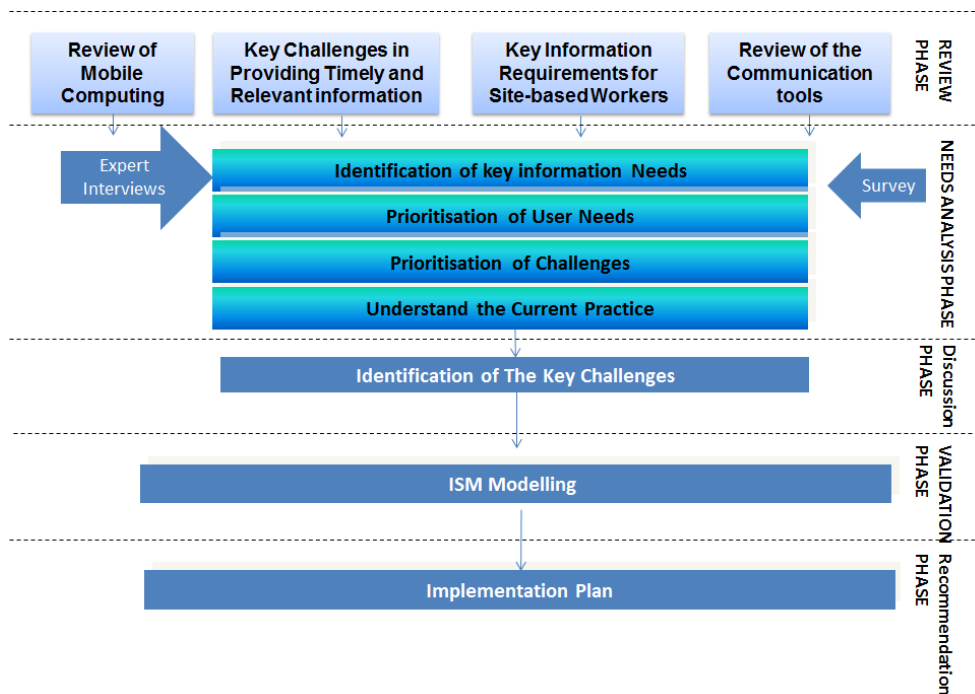 Review of
Mobile
Computing
Key Challenges in
Providing Timely and
Relevant information
Key Information
Requirements for
Site-based Workers
Review of the
Communication
tools
REVIEW
PHASE
Expert
Interviews
Identification of key information Needs
Prioritisation of User Needs
Prioritisation of Challenges
Understand the Current Practice
Survey
NEEDS ANALYSIS PHASE
Identification of The Key Challenges
Discussion
PHASE
ISM Modelling
VALIDATION
PHASE
Implementation Plan
Recommendation
PHASE